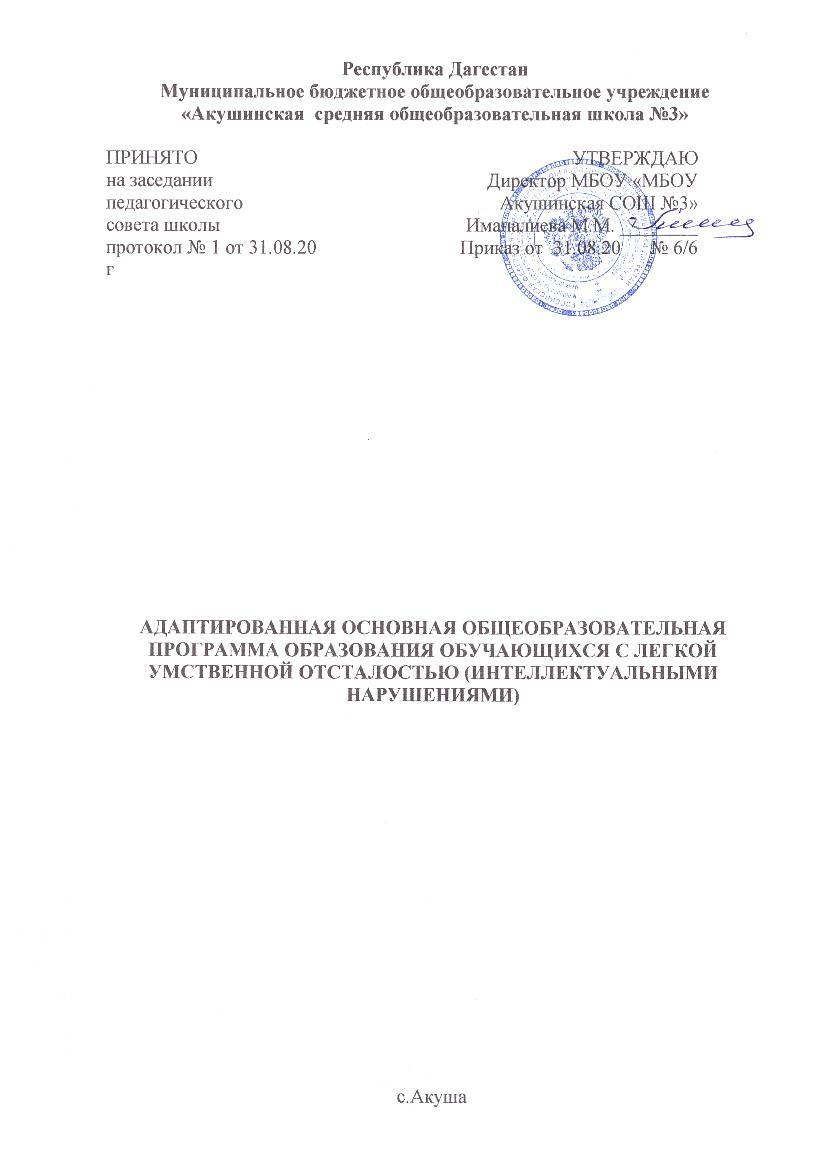 Республика Дагестан
Муниципальное бюджетное общеобразовательное учреждение
«Акушинская средняя общеобразовательная школа №3»
ПРИНЯТО
на заседании
педагогического
совета школы
протокол № 1 от 31.08.20
г
УТВЕРЖДАЮ
Директор МБОУ «МБОУ
Акушинская СОШ №3»
Иманалиева М.М.
Приказ от 31.08.20 № 6/6
АДАПТИРОВАННАЯ ОСНОВНАЯ ОБЩЕОБРАЗОВАТЕЛЬНАЯ
ПРОГРАММА ОБРАЗОВАНИЯ ОБУЧАЮЩИХСЯ С ЛЕГКОЙ
УМСТВЕННОЙ ОТСТАЛОСТЬЮ (ИНТЕЛЛЕКТУАЛЬНЫМИ
НАРУШЕНИЯМИ)
с.Акуша